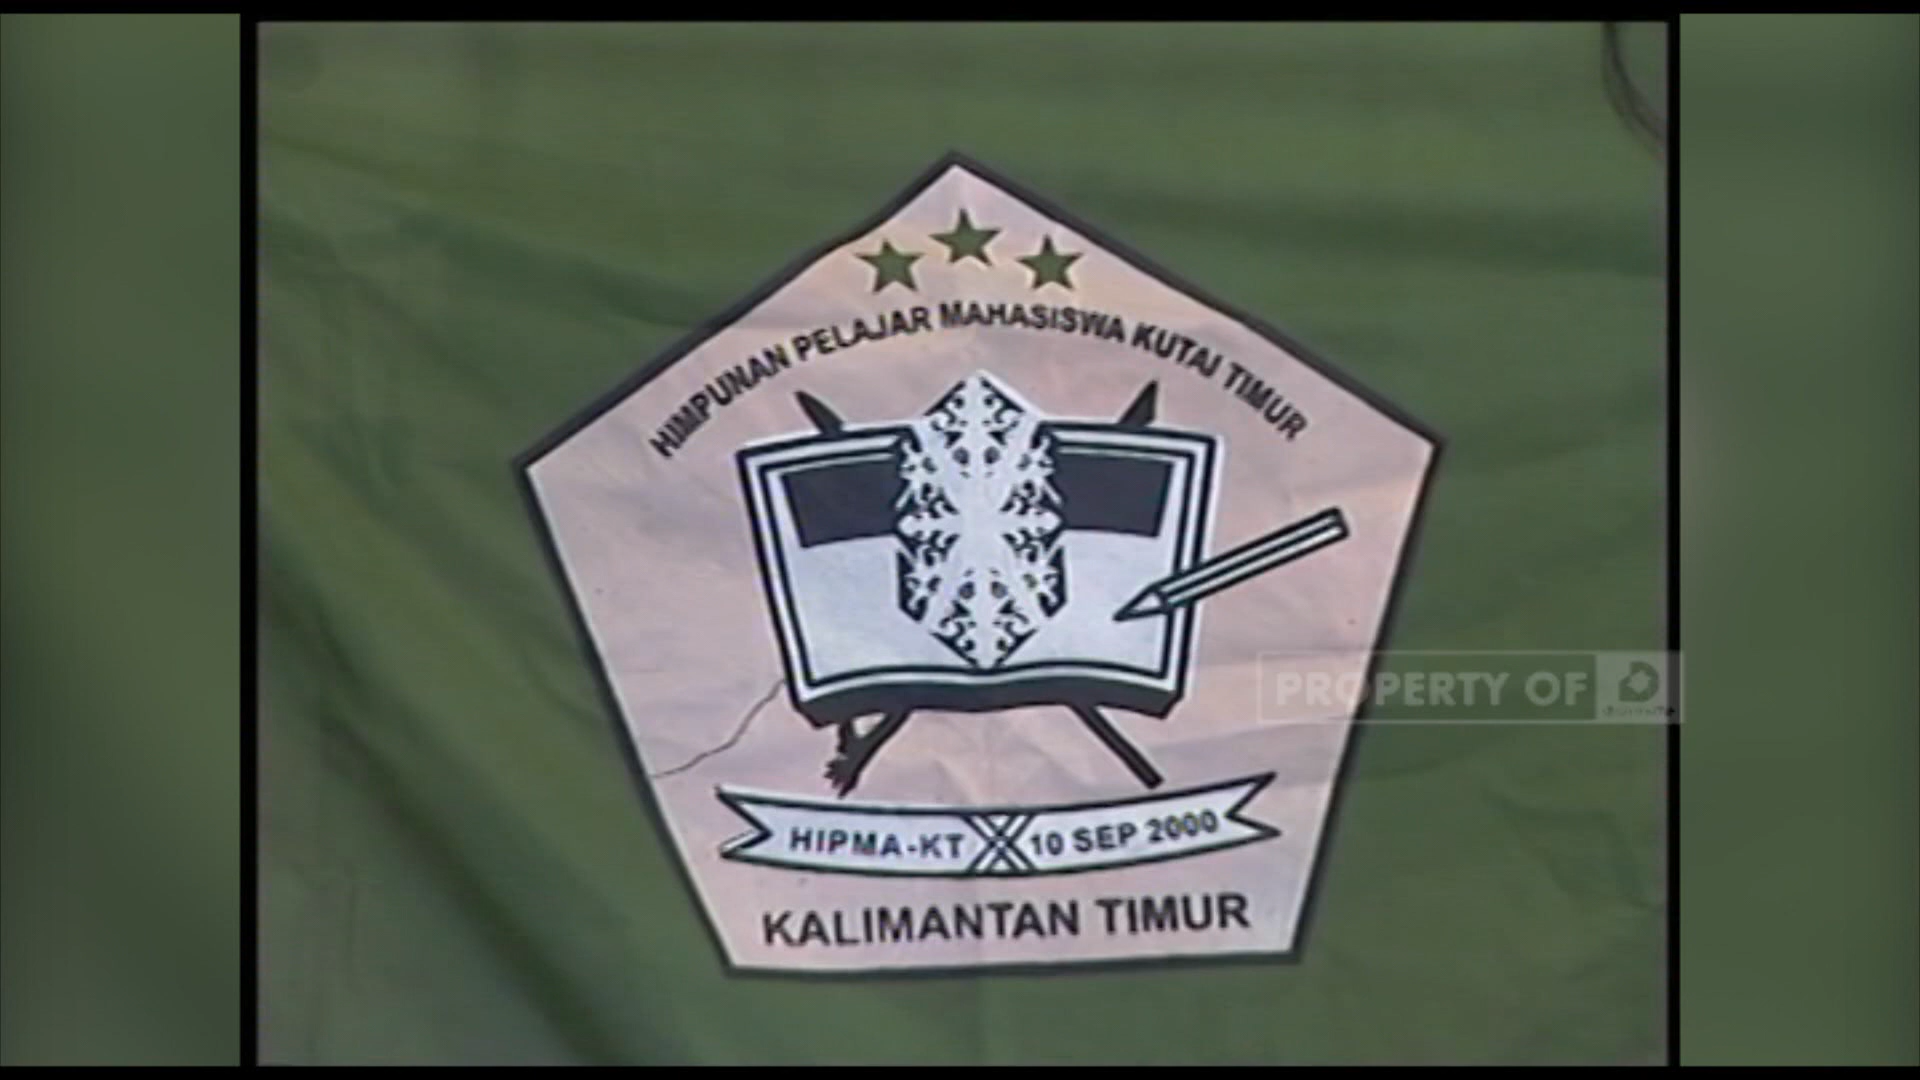 HIMPUNAN PELAJAR MAHASISWA KUTAI TIMUR
HIPMA-KT 10 SEP 2000
KALIMANTAN TIMUR
PROPERTY OF